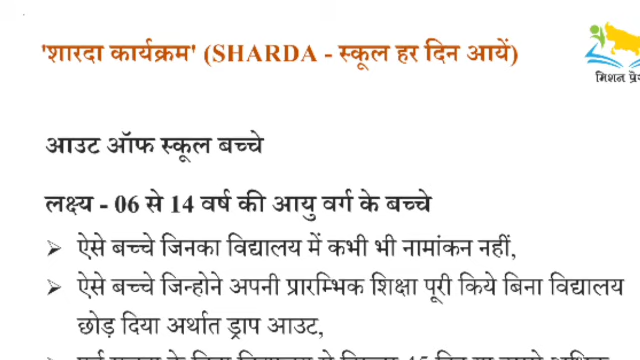 'शारदा कार्यक्रम' (SHARDA - स्कूल हर दिन आयें)
मिशन
आउट ऑफ स्कूल बच्चे
लक्ष्य - 06 से 14 वर्ष की आयु वर्ग के बच्चे
➢ ऐसे बच्चे जिनका विद्यालय में कभी भी नामांकन नहीं,
➢ ऐसे बच्चे जिन्होने अपनी प्रारम्भिक शिक्षा पूरी किये बिना विद्यालय
छोड़ दिया अर्थात ड्राप आउट,